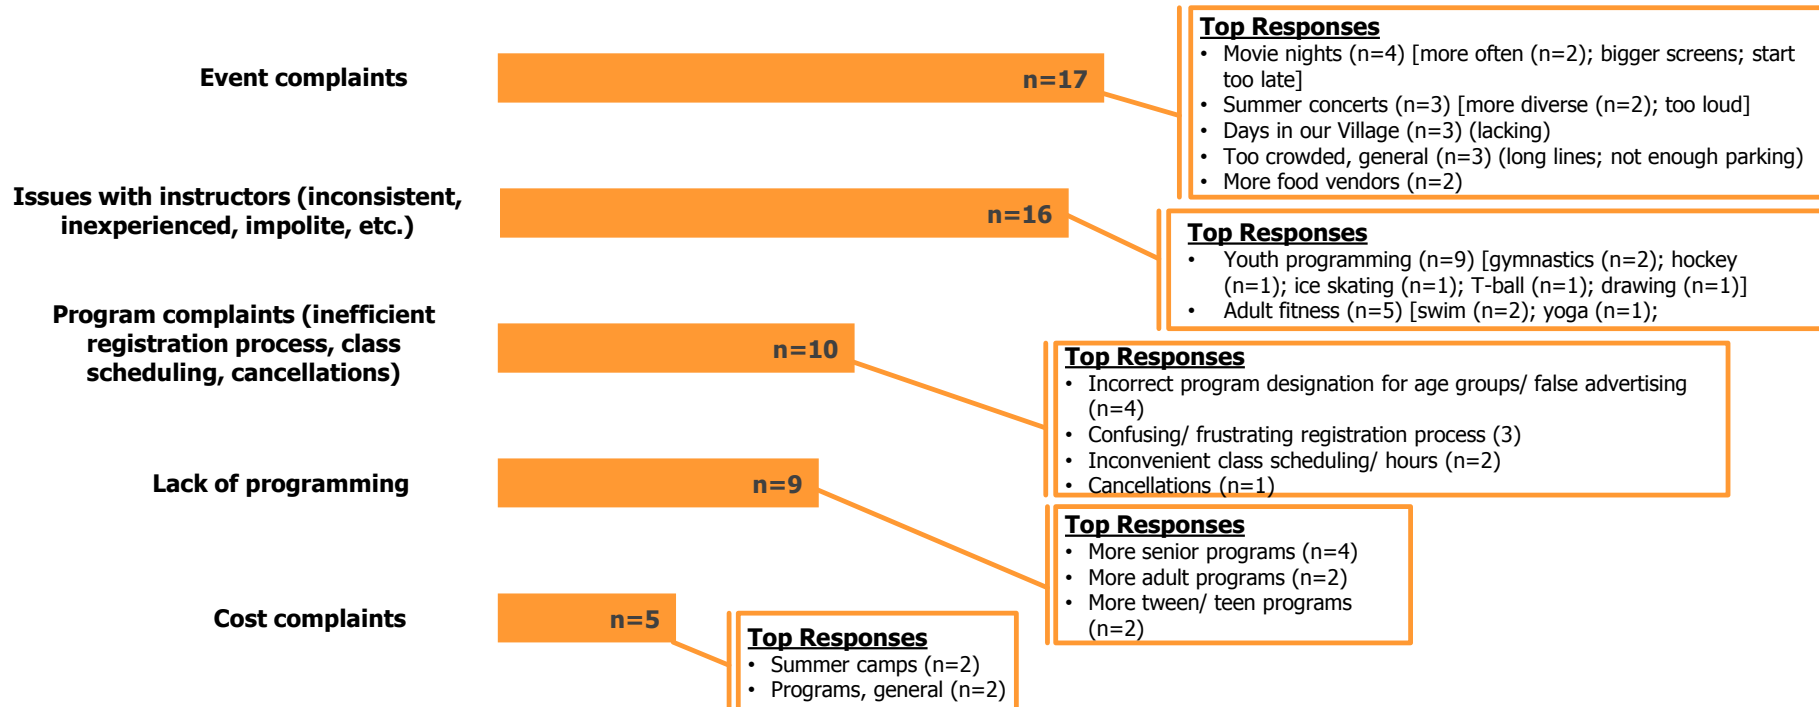 Event complaints
n=17
Top Responses
• Movie nights (n=4) [more often (n=2); bigger screens; start
too late]
• Summer concerts (n=3) [more diverse (n=2); too loud]
• Days in our Village (n=3) (lacking)
• Too crowded, general (n=3) (long lines; not enough parking)
• More food vendors (n=2)
Issues with instructors (inconsistent,
inexperienced, impolite, etc.)
n=16
Top Responses
• Youth programming (n=9) [gymnastics (n=2); hockey
(n=1); ice skating (n=1); T-ball (n=1); drawing (n=1)]
• Adult fitness (n=5) [swim (n=2); yoga (n=1);
Program complaints (inefficient
registration process, class
scheduling, cancellations)
n=10
Top Responses
• Incorrect program designation for age groups/ false advertising
(n=4)
• Confusing/ frustrating registration process (3)
• Inconvenient class scheduling/ hours (n=2)
• Cancellations (n=1)
Lack of programming
n=9
Top Responses
• More senior programs (n=4)
• More adult programs (n=2)
• More tween/ teen programs
(n=2)
Cost complaints
n=5
Top Responses
• Summer camps (n=2)
• Programs, general (n=2)